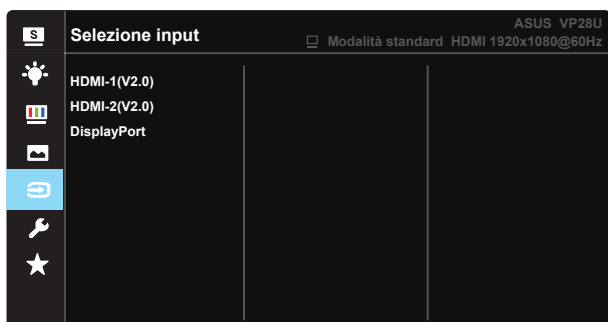 S
Selezione input
ASUS VP28U
Modalità standard HDMI 1920x1080@60Hz
HDMI-1(V2.0)
HDMI-2(V2.0)
DisplayPort